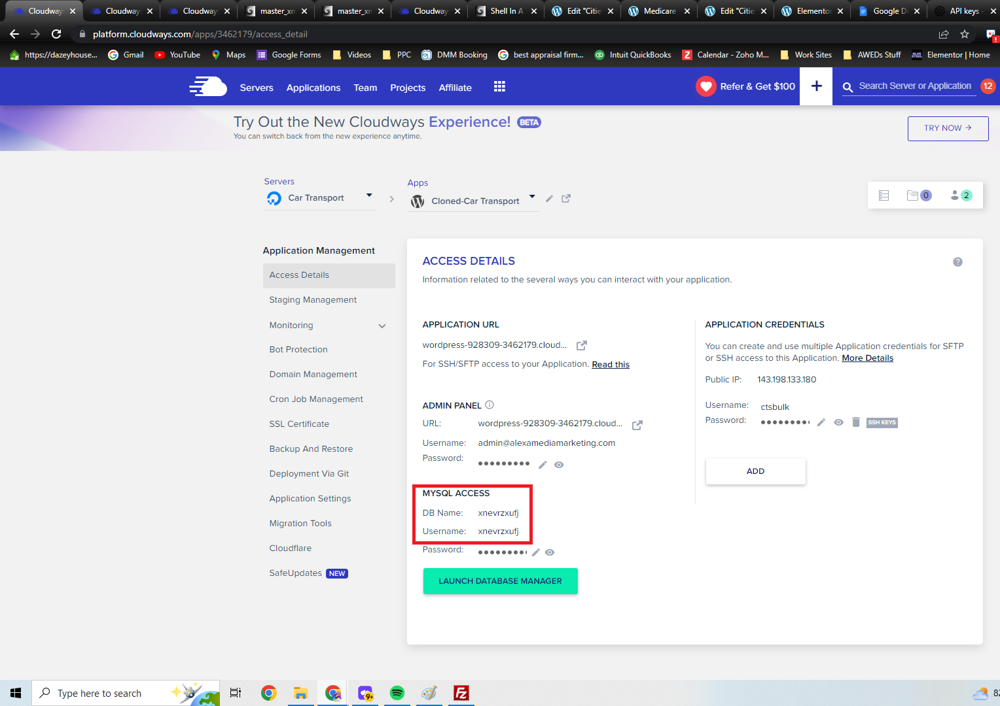 Cloudway
Cloudway
Cloudway
master_xn
master_xn
Cloudway
Shell In A
Edit "Citie
Medicare
Edit "Citie
Elementor
Google D
API keys -
platform.cloudways.com/apps/3462179/access_detail
https://dazeyhouse...
Gmail
YouTube
Maps
Google Forms
Videos
PPC
DMM Booking
best appraisal firm...
Intuit QuickBooks
Calendar - Zoho M...
Work Sites
AWEDs Stuff
Elementor | Home
Servers
Applications
Team
Projects
Affiliate
Refer & Get $100
+
Search Server or Application
12
Try Out the New Cloudways Experience! BETA
You can switch back from the new experience anytime.
TRY NOW →
Servers
Car Transport
Apps
Cloned-Car Transport
0
2
Application Management
Access Details
Staging Management
Monitoring
Bot Protection
Domain Management
Cron Job Management
SSL Certificate
Backup And Restore
Deployment Via Git
Application Settings
Migration Tools
Cloudflare
SafeUpdates NEW
ACCESS DETAILS
?
Information related to the several ways you can interact with your application.
APPLICATION URL
wordpress-928309-3462179.cloud...
For SSH/SFTP access to your Application. Read this
ADMIN PANEL
URL: wordpress-928309-3462179.cloud...
Username: admin@alexamediamarketing.com
Password: •••••••••
MYSQL ACCESS
DB Name: xnevrzxufj
Username: xnevrzxufj
Password: •••••••••
LAUNCH DATABASE MANAGER
APPLICATION CREDENTIALS
You can create and use multiple Application credentials for SFTP
or SSH access to this Application. More Details
Public IP: 143.198.133.180
Username: ctsbulk
Password: •••••••••
SSH KEYS
ADD
Type here to search
9+
Fz
82